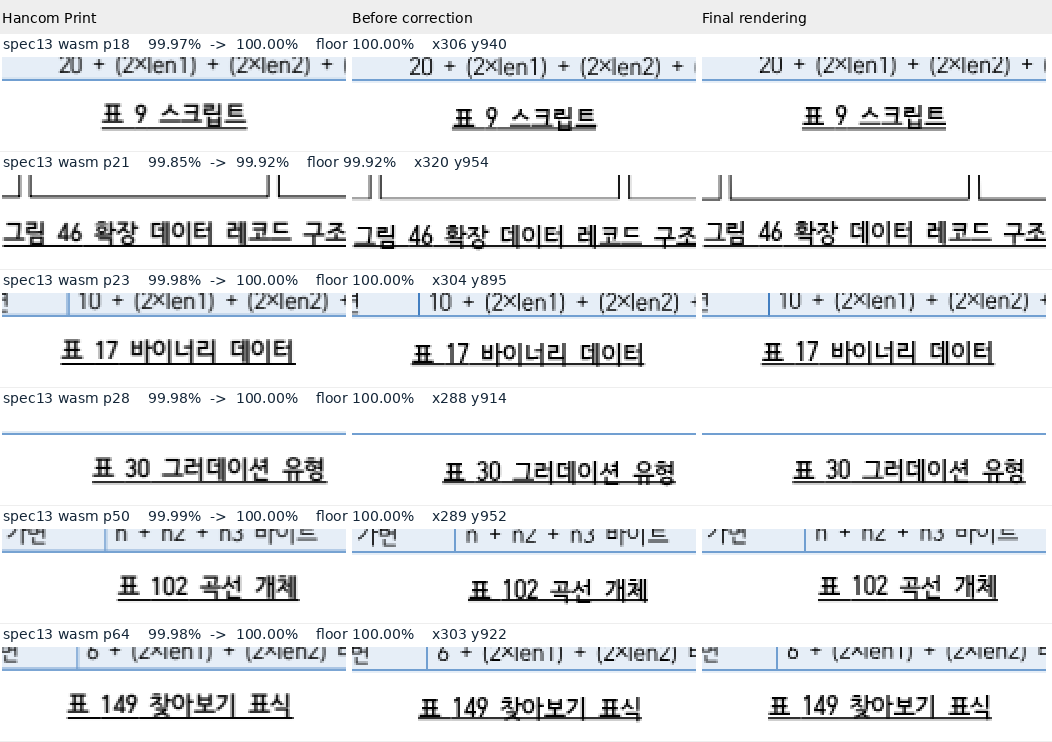 Hancom Print Before correction Final rendering
spec13 wasm p18 99.97% -> 100.00% floor 100.00% x306 y940
20 + (2×len1) + (2×len2) + ( 20 + (2×len1) + (2×len2) + ( 20 + (2×len1) + (2×len2) + (
표 9 스크립트 표 9 스크립트 표 9 스크립트
spec13 wasm p21 99.85% -> 99.92% floor 99.92% x320 y954
그림 46 확장 데이터 레코드 구조 그림 46 확장 데이터 레코드 구조 그림 46 확장 데이터 레코드 구조
spec13 wasm p23 99.98% -> 100.00% floor 100.00% x304 y895
10 + (2×len1) + (2×len2) + 10 + (2×len1) + (2×len2) + 10 + (2×len1) + (2×len2) +
표 17 바이너리 데이터 표 17 바이너리 데이터 표 17 바이너리 데이터
spec13 wasm p28 99.98% -> 100.00% floor 100.00% x288 y914
표 30 그러데이션 유형 표 30 그러데이션 유형 표 30 그러데이션 유형
spec13 wasm p50 99.99% -> 100.00% floor 100.00% x289 y952
가변 n + n2 + n3 바이트 가변 n + n2 + n3 바이트 가변 n + n2 + n3 바이트
표 102 곡선 개체 표 102 곡선 개체 표 102 곡선 개체
spec13 wasm p64 99.98% -> 100.00% floor 100.00% x303 y922
변 6 + (2×len1) + (2×len2) 변 6 + (2×len1) + (2×len2) 변 6 + (2×len1) + (2×len2)
표 149 찾아보기 표식 표 149 찾아보기 표식 표 149 찾아보기 표식